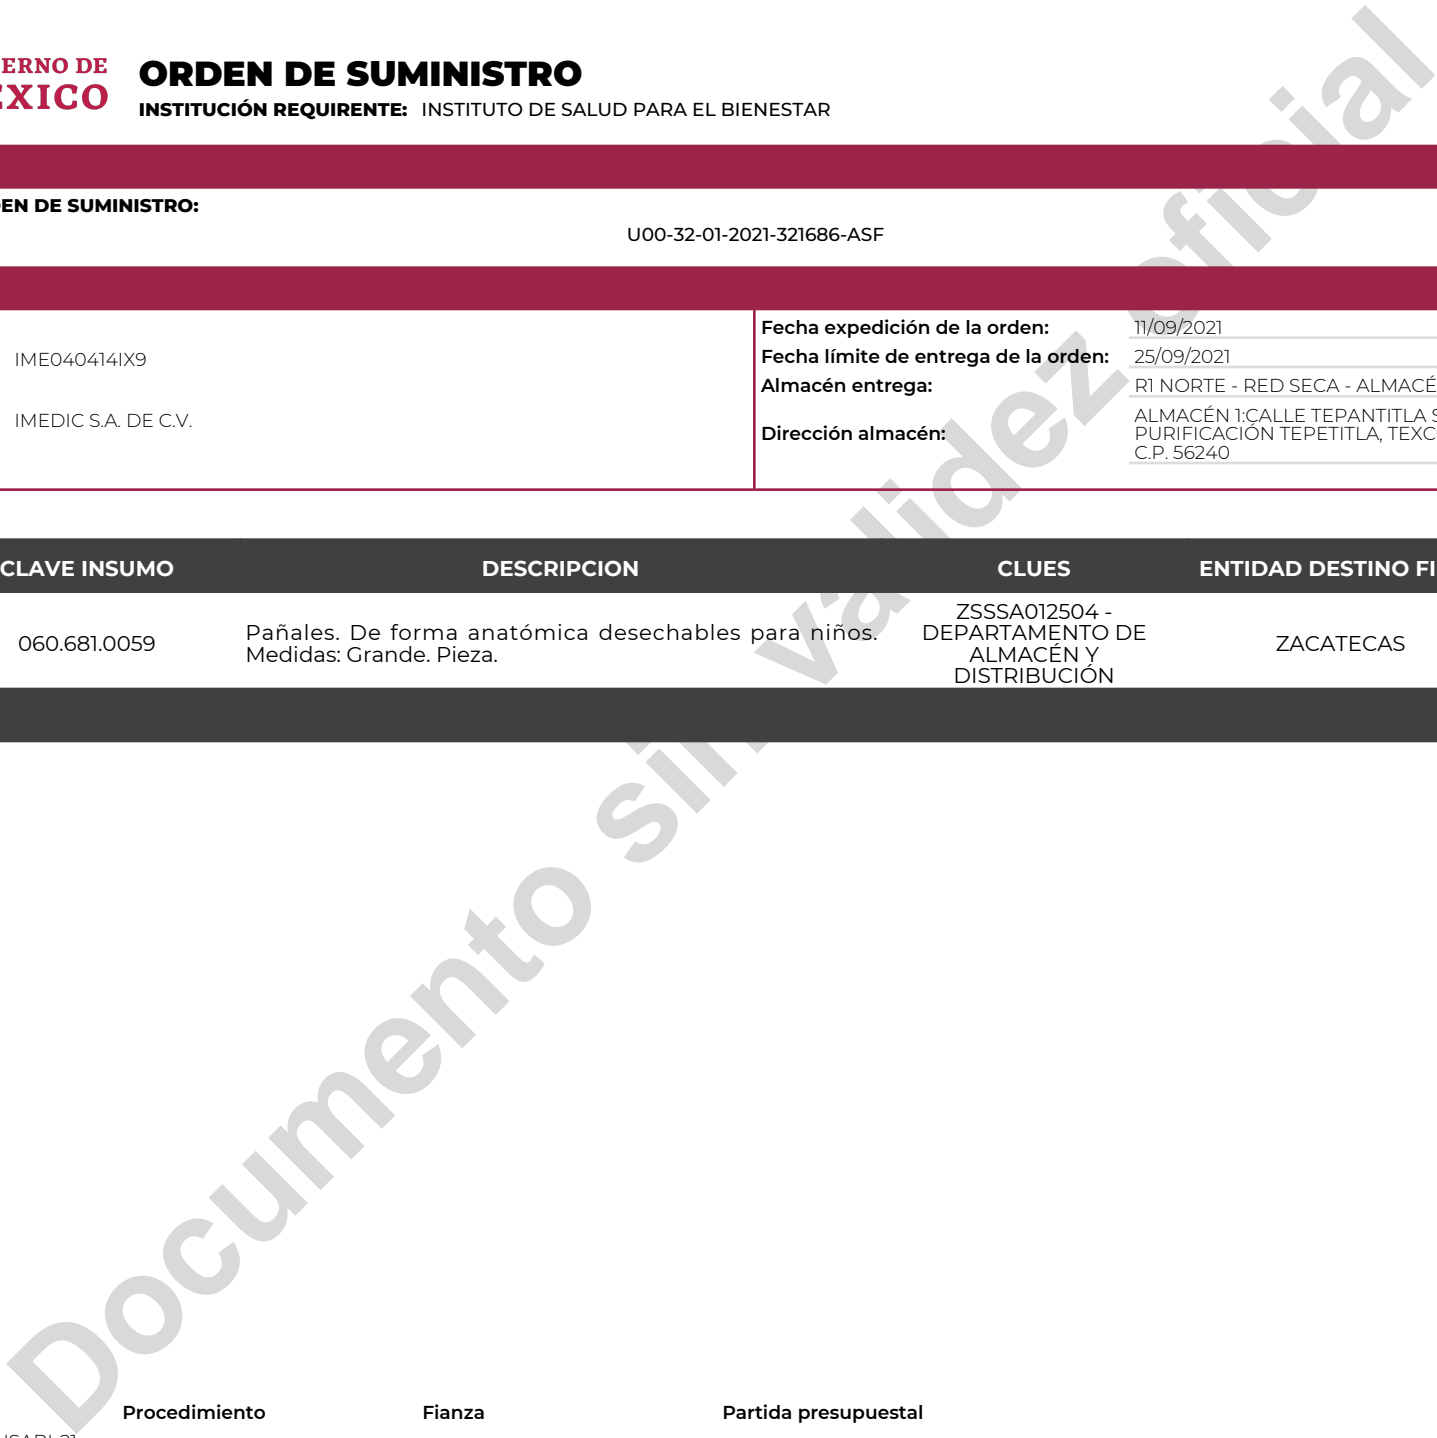 ERNO DE
EXICO
ORDEN DE SUMINISTRO
INSTITUCIÓN REQUIRENTE: INSTITUTO DE SALUD PARA EL BIENESTAR
EN DE SUMINISTRO:
U00-32-01-2021-321686-ASF
IME040414IX9
IMEDIC S.A. DE C.V.
Fecha expedición de la orden: 11/09/2021
Fecha límite de entrega de la orden: 25/09/2021
Almacén entrega: R1 NORTE - RED SECA - ALMACÉ
Dirección almacén: ALMACÉN 1:CALLE TEPANTITLA S
PURIFICACIÓN TEPETITLA, TEXC
C.P. 56240
CLAVE INSUMO DESCRIPCION CLUES ENTIDAD DESTINO FI
060.681.0059
Pañales. De forma anatómica desechables para niños.
Medidas: Grande. Pieza.
ZSSSA012504 -
DEPARTAMENTO DE
ALMACÉN Y
DISTRIBUCIÓN
ZACATECAS
Documento sin validez oficial
Procedimiento Fianza Partida presupuestal